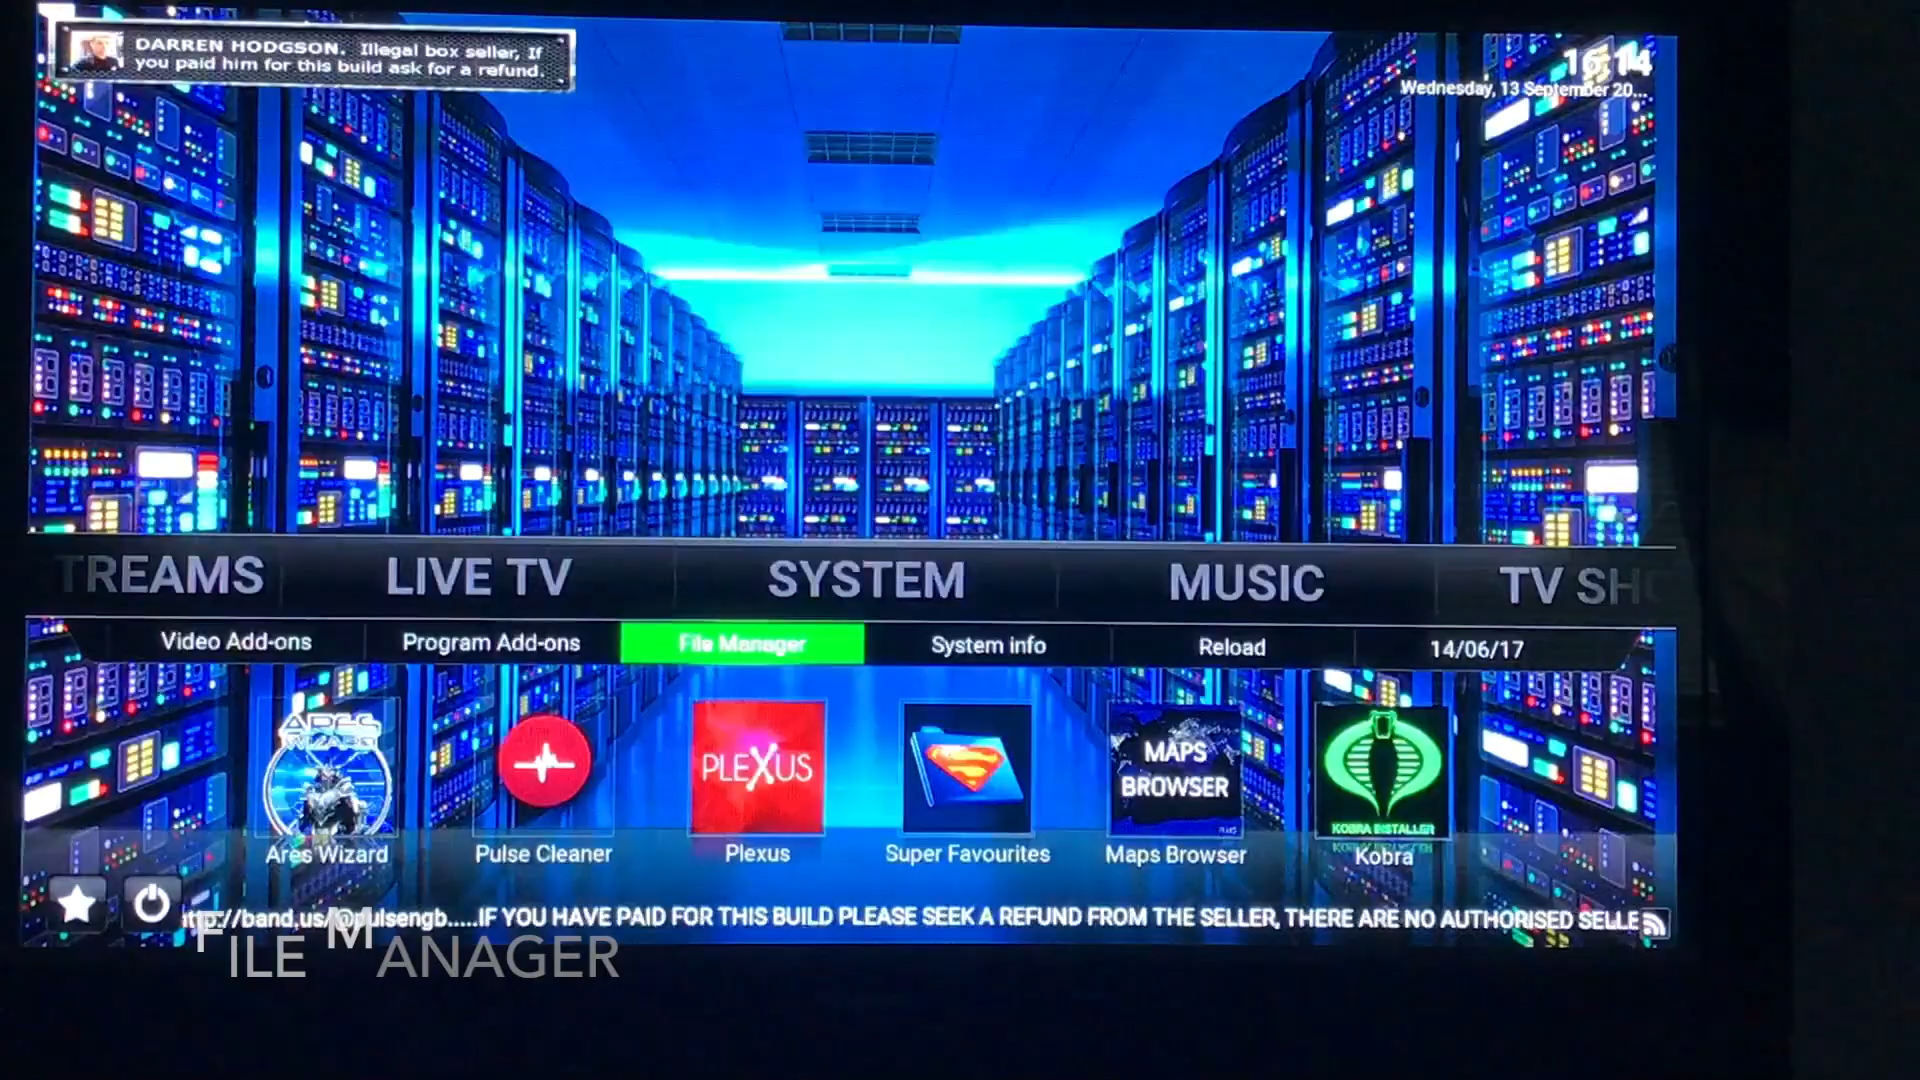 DARREN HODGSON. Illegal box seller, If
you paid him for this build ask for a refund.
16:14
Wednesday, 13 September 20...
TREAMS LIVE TV SYSTEM MUSIC TV SHO
Video Add-ons Program Add-ons File Manager System info Reload 14/06/17
ARES
WIZARD
PLEXUS
MAPS
BROWSER
KOBRA INSTALLER
Ares Wizard Pulse Cleaner Plexus Super Favourites Maps Browser Kobra
http://band.us/@pulsengb.....IF YOU HAVE PAID FOR THIS BUILD PLEASE SEEK A REFUND FROM THE SELLER, THERE ARE NO AUTHORISED SELLE
FILE MANAGER